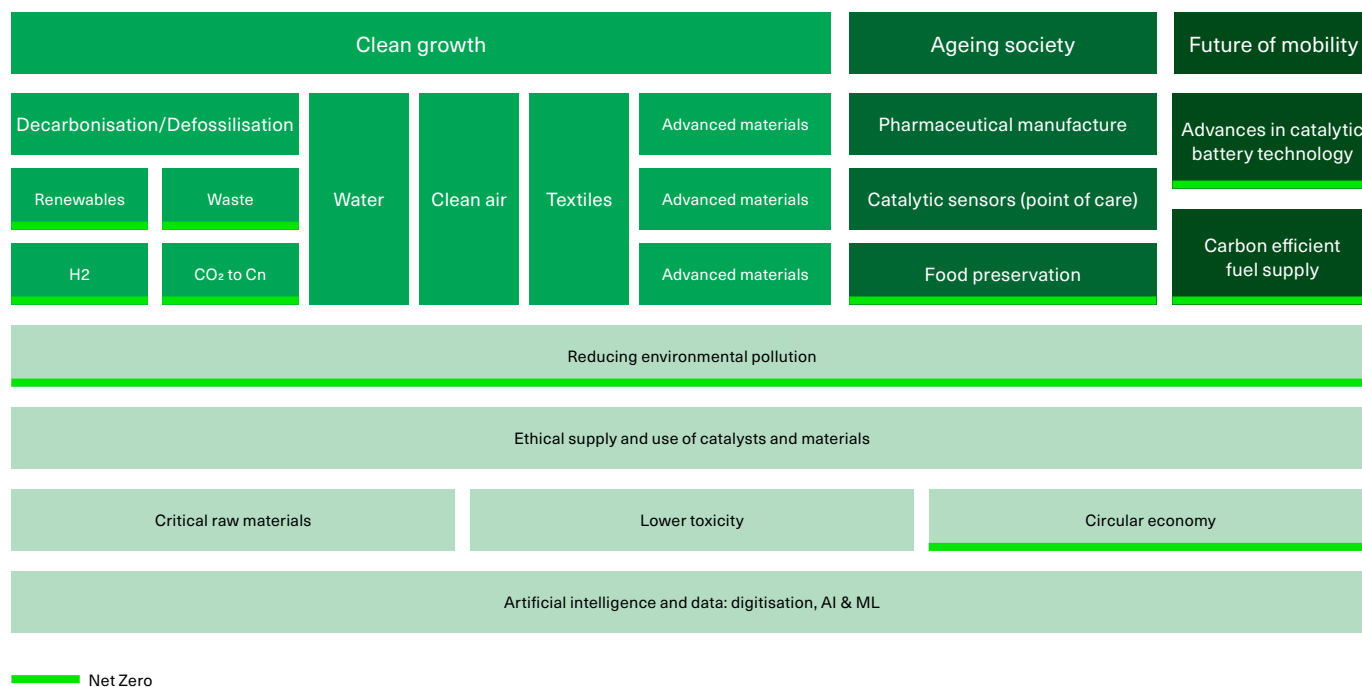 Clean growth
Ageing society
Future of mobility
Decarbonisation/Defossilisation
Renewables
Waste
H2
CO₂ to Cn
Water
Clean air
Textiles
Advanced materials
Advanced materials
Advanced materials
Pharmaceutical manufacture
Catalytic sensors (point of care)
Food preservation
Advances in catalytic
battery technology
Carbon efficient
fuel supply
Reducing environmental pollution
Ethical supply and use of catalysts and materials
Critical raw materials
Lower toxicity
Circular economy
Artificial intelligence and data: digitisation, AI & ML
Net Zero